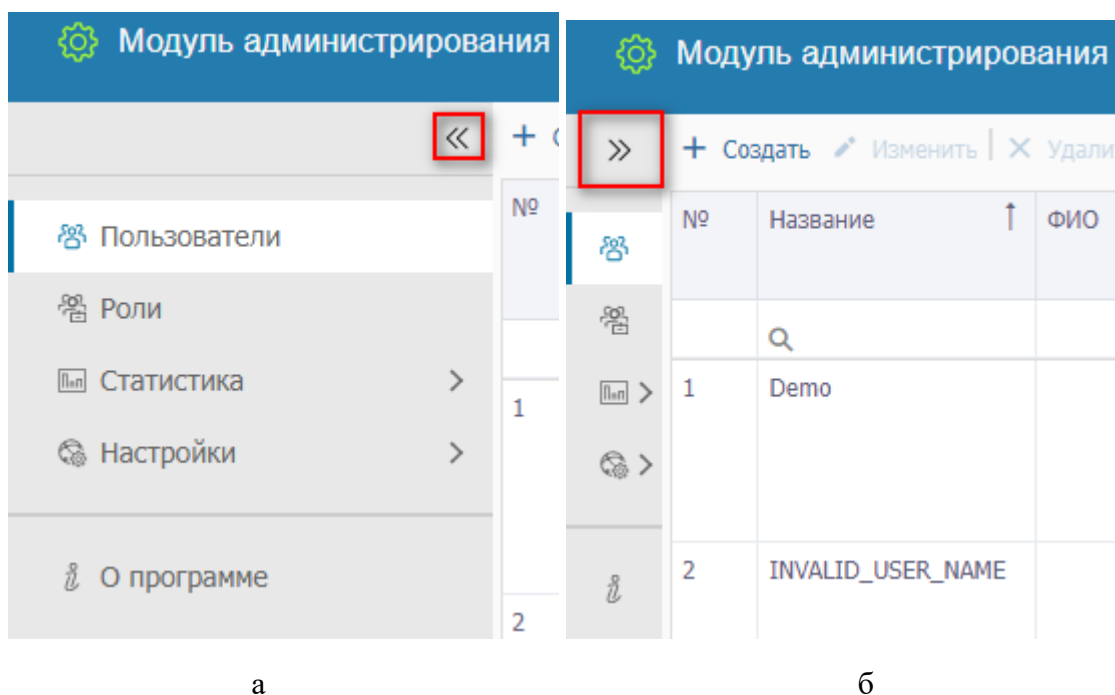 Модуль администрирования
«
+
№
Пользователи
Роли
Статистика >
Настройки >
1
О программе
2
а
Модуль администрирования
»
+ Создать Изменить | × Удали
№ Название ↑ ФИО
1 Demo
>
>
2 INVALID_USER_NAME
б